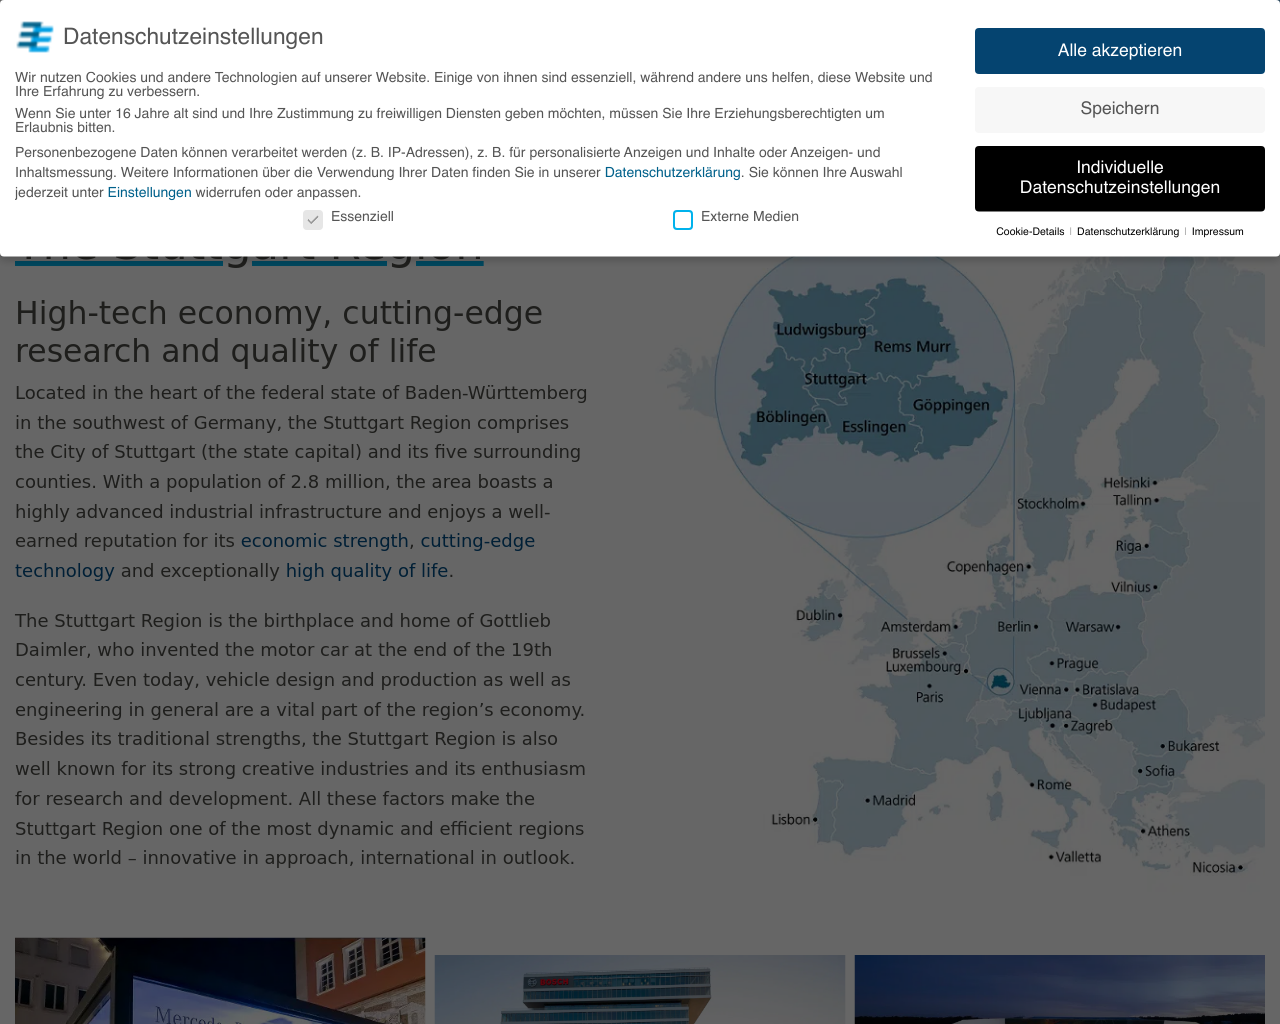 Datenschutzeinstellungen
Wir nutzen Cookies und andere Technologien auf unserer Website. Einige von ihnen sind essenziell, während andere uns helfen, diese Website und
Ihre Erfahrung zu verbessern.
Wenn Sie unter 16 Jahre alt sind und Ihre Zustimmung zu freiwilligen Diensten geben möchten, müssen Sie Ihre Erziehungsberechtigten um
Erlaubnis bitten.
Personenbezogene Daten können verarbeitet werden (z. B. IP-Adressen), z. B. für personalisierte Anzeigen und Inhalte oder Anzeigen- und
Inhaltsmessung. Weitere Informationen über die Verwendung Ihrer Daten finden Sie in unserer Datenschutzerklärung. Sie können Ihre Auswahl
jederzeit unter Einstellungen widerrufen oder anpassen.
Essenziell
Externe Medien
Alle akzeptieren
Speichern
Individuelle
Datenschutzeinstellungen
Cookie-Details | Datenschutzerklärung | Impressum
The Stuttgart Region
High-tech economy, cutting-edge
research and quality of life
Located in the heart of the federal state of Baden-Württemberg
in the southwest of Germany, the Stuttgart Region comprises
the City of Stuttgart (the state capital) and its five surrounding
counties. With a population of 2.8 million, the area boasts a
highly advanced industrial infrastructure and enjoys a well-
earned reputation for its economic strength, cutting-edge
technology and exceptionally high quality of life.
The Stuttgart Region is the birthplace and home of Gottlieb
Daimler, who invented the motor car at the end of the 19th
century. Even today, vehicle design and production as well as
engineering in general are a vital part of the region’s economy.
Besides its traditional strengths, the Stuttgart Region is also
well known for its strong creative industries and its enthusiasm
for research and development. All these factors make the
Stuttgart Region one of the most dynamic and efficient regions
in the world – innovative in approach, international in outlook.
Ludwigsburg
Rems Murr
Stuttgart
Göppingen
Böblingen
Esslingen
Helsinki
Tallinn
Stockholm
Riga
Copenhagen
Vilnius
Dublin
Amsterdam
Berlin
Warsaw
Brussels
Luxembourg
Prague
Paris
Vienna
Bratislava
Budapest
Ljubljana
Zagreb
Bukarest
Sofia
Rome
Madrid
Lisbon
Athens
Valletta
Nicosia
BOSCH